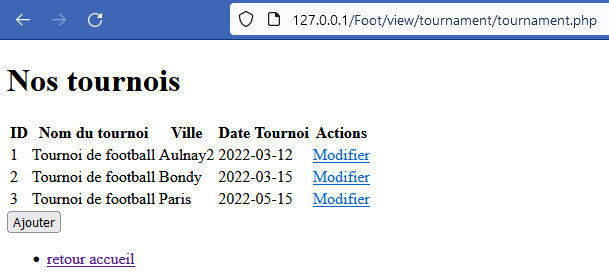 127.0.0.1/Foot/view/tournament/tournament.php
Nos tournois
ID Nom du tournoi Ville Date Tournoi Actions
1 Tournoi de football Aulnay2 2022-03-12 Modifier
2 Tournoi de football Bondy 2022-03-15 Modifier
3 Tournoi de football Paris 2022-05-15 Modifier
Ajouter
retour accueil